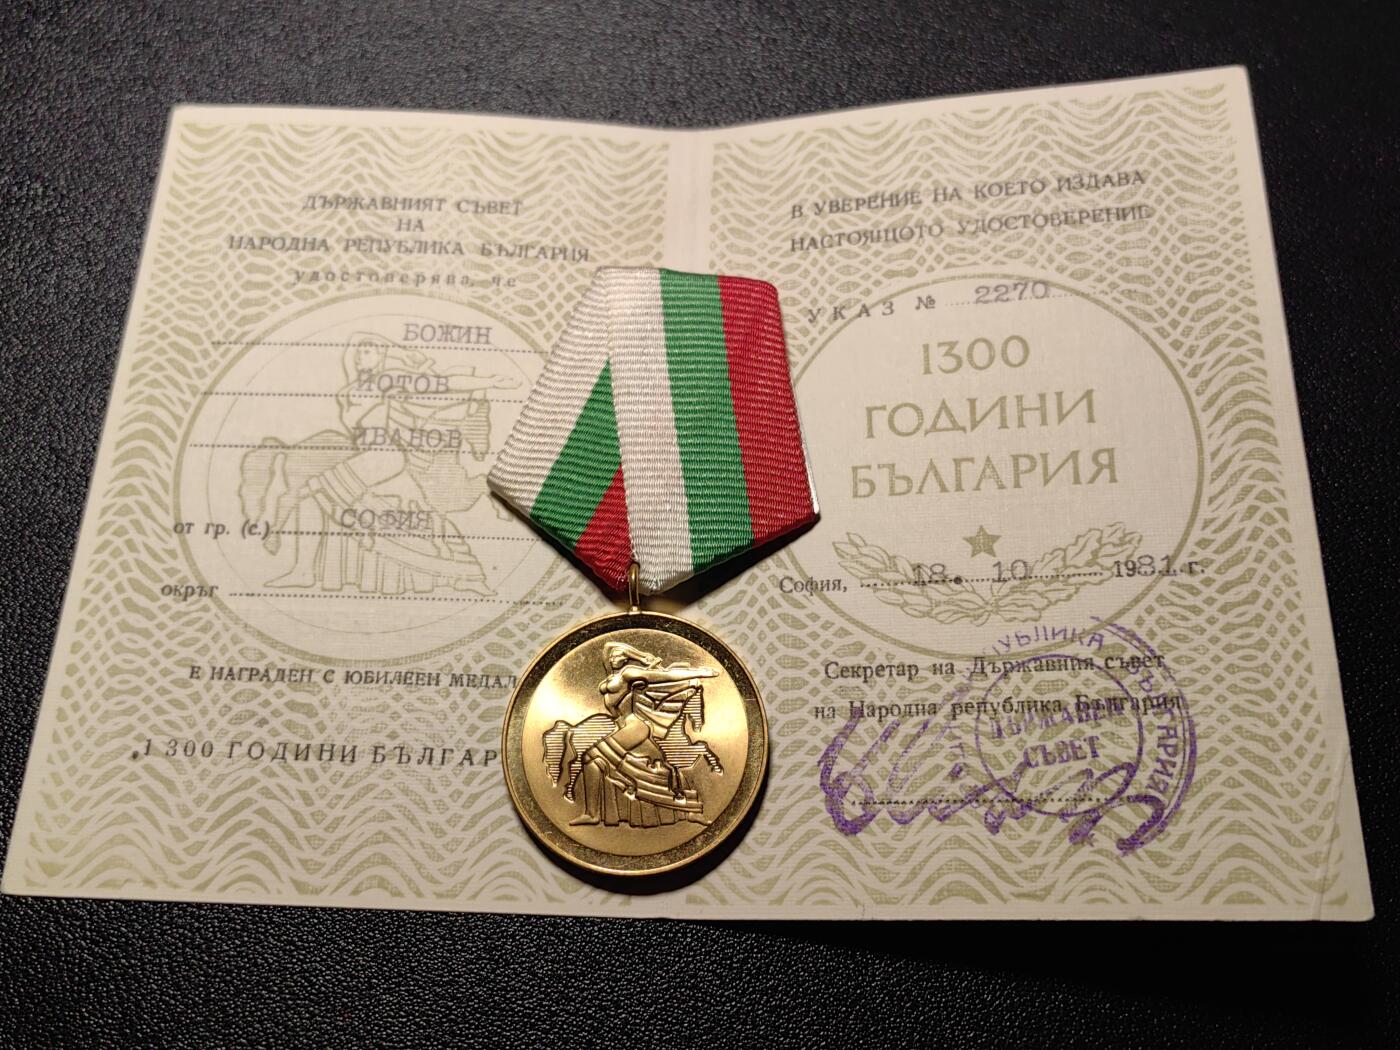 ДЪРЖАВНИЯТ СЪВЕТ
НА
НАРОДНА РЕПУБЛИКА БЪЛГАРИЯ
удостоверява, че
БОЖИН
ЙОТОВ
ИВАНОВ
от гр. (с.) СОФИЯ
окръг
Е НАГРАДЕН С ЮБИЛЕЕН МЕДАЛ
„1300 ГОДИНИ БЪЛГАР
В УВЕРЕНИЕ НА КОЕТО ИЗДАВА
НАСТОЯЩОТО УДОСТОВЕРЕНИЕ
УКАЗ № 2270
1300
ГОДИНИ
БЪЛГАРИЯ
София, 18. 10 1981 г.
Секретар на Държавния съвет
на Народна република България
ДЪРЖАВЕН
СЪВЕТ
УБЛИКА БЪЛГАРИЯ